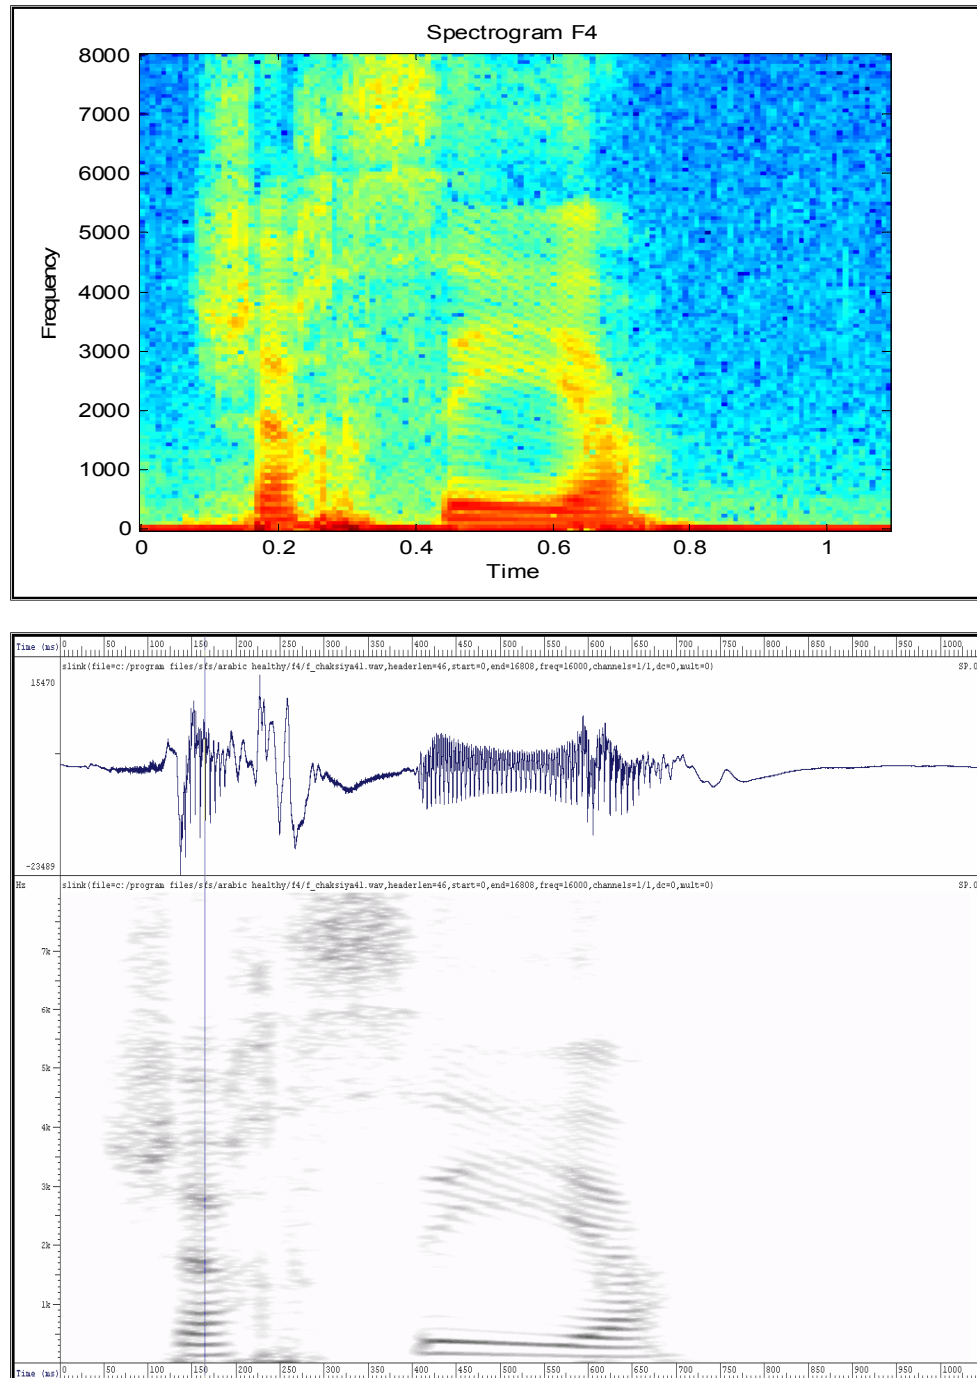 Spectrogram F4
8000
7000
6000
5000
4000
3000
2000
1000
0
Frequency
0 0.2 0.4 0.6 0.8 1
Time
Time (ms) 0 50 100 150 200 250 300 350 400 450 500 550 600 650 700 750 800 850 900 950 1000
slink(file=c:/program files/sfs/arabic healthy/f4/f_chaksiya41.wav,headerlen=46,start=0,end=16808,freq=16000,channels=1/1,dc=0,mult=0) SP.0
15470
-23489
Hz slink(file=c:/program files/sfs/arabic healthy/f4/f_chaksiya41.wav,headerlen=46,start=0,end=16808,freq=16000,channels=1/1,dc=0,mult=0) SP.0
7k
6k
5k
4k
3k
2k
1k
Time (ms) 0 50 100 150 200 250 300 350 400 450 500 550 600 650 700 750 800 850 900 950 1000